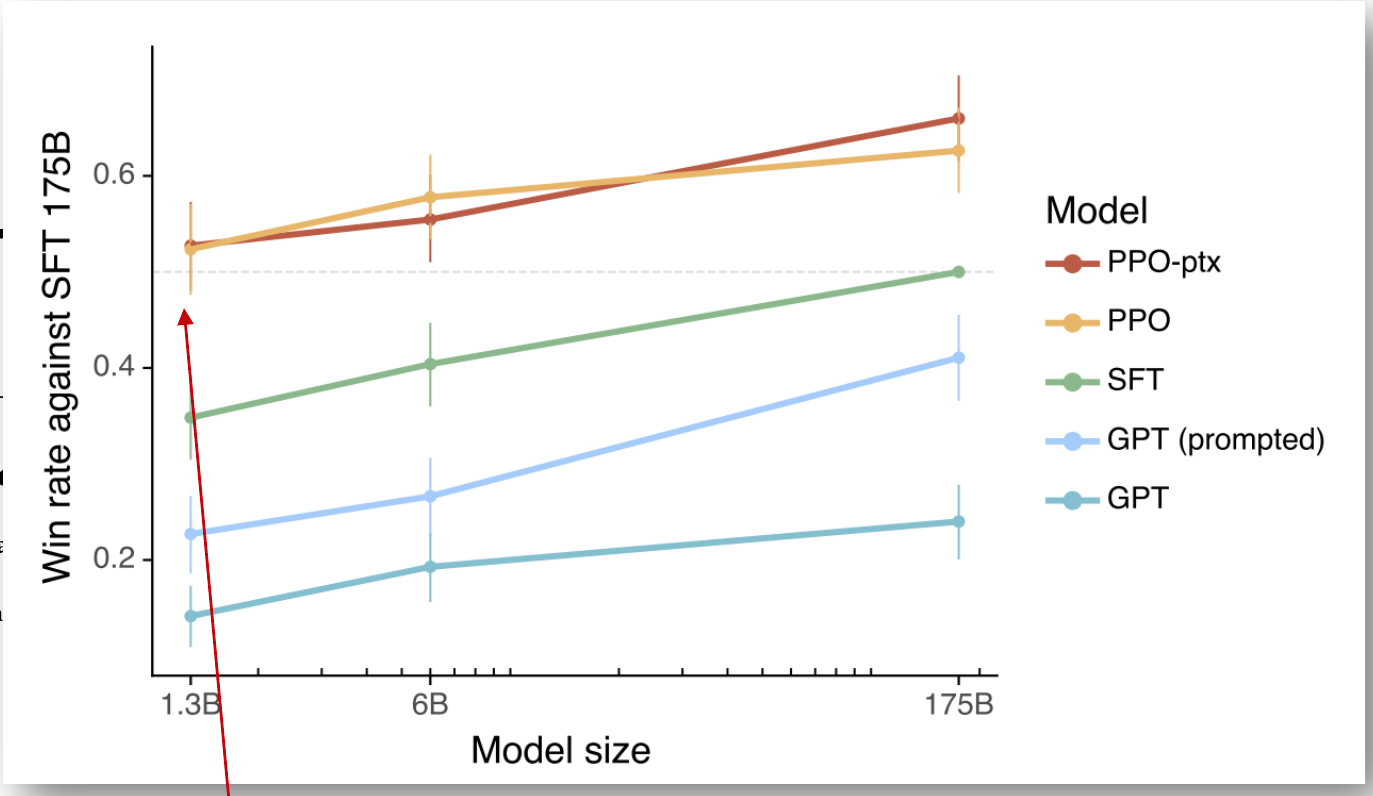 Win rate against SFT 175B
0.6
0.4
0.2
1.3B
6B
175B
Model size
Model
PPO-ptx
PPO
SFT
GPT (prompted)
GPT